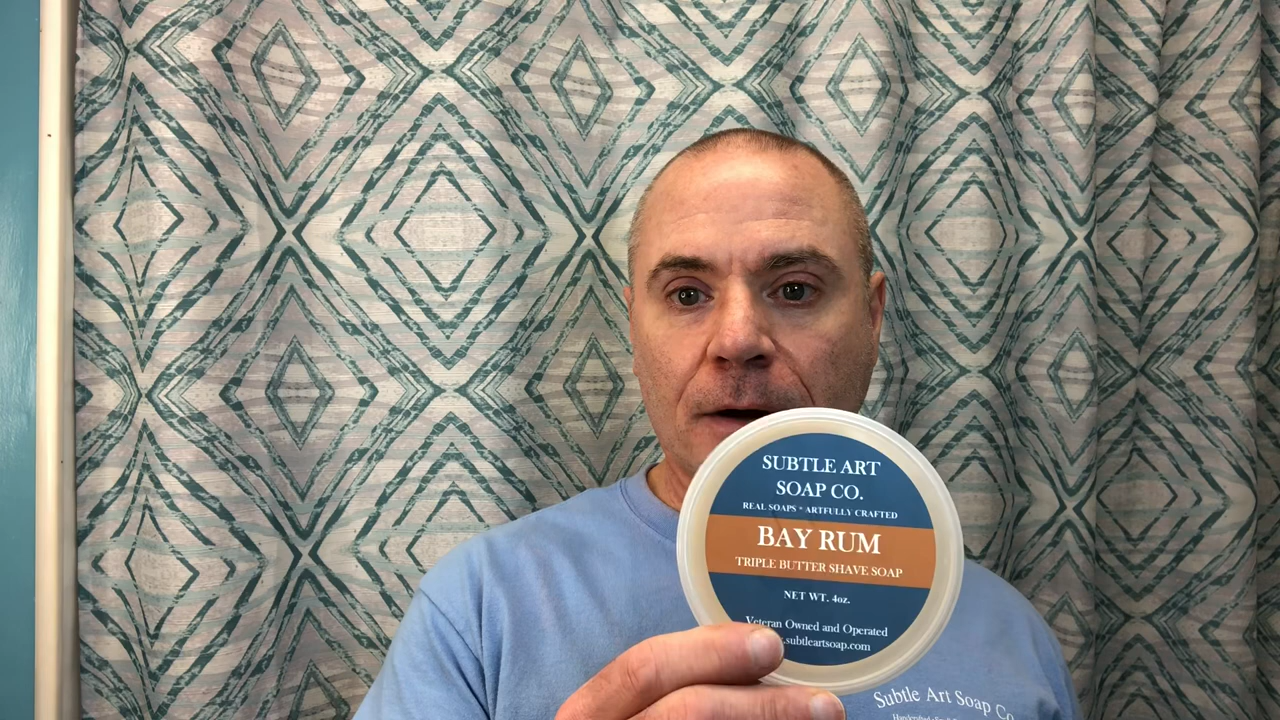 SUBTLE ART
SOAP CO.
REAL SOAPS * ARTFULLY CRAFTED
BAY RUM
TRIPLE BUTTER SHAVE SOAP
NET WT. 4oz.
Veteran Owned and Operated
.subtleartsoap.com
Subtle Art Soap Co